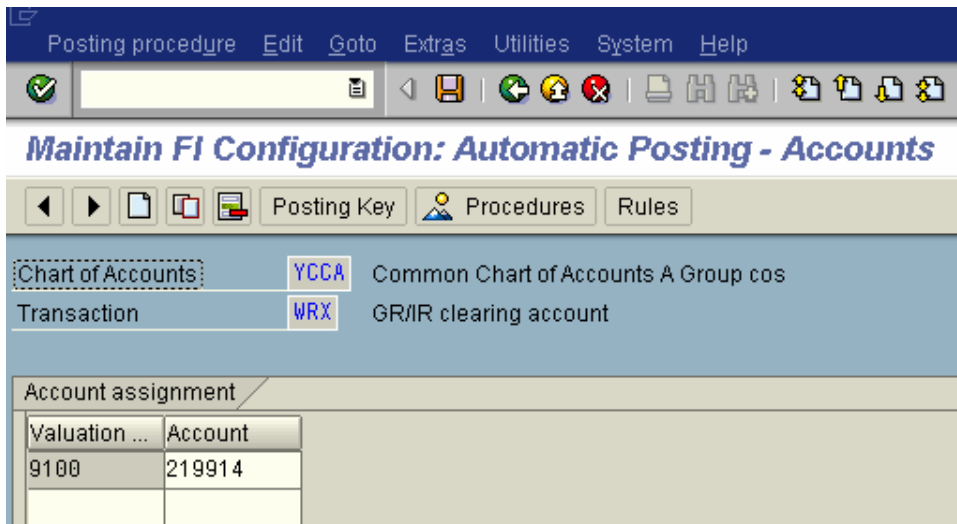 Posting procedure Edit Goto Extras Utilities System Help
Maintain FI Configuration: Automatic Posting - Accounts
Posting Key Procedures Rules
Chart of Accounts YCCA Common Chart of Accounts A Group cos
Transaction WRX GR/IR clearing account
Account assignment
Valuation ... Account
9100 219914